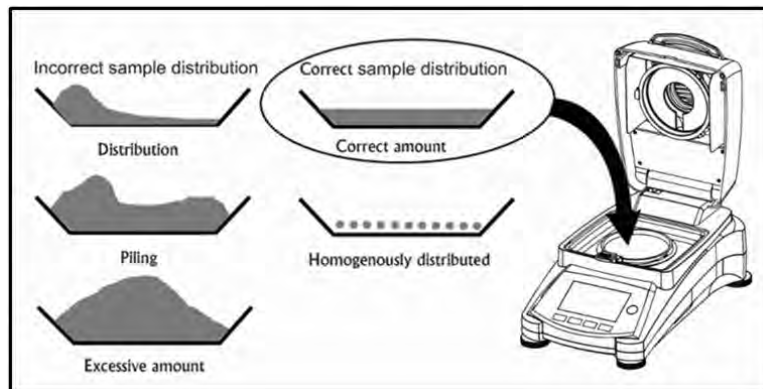 Incorrect sample distribution
Correct sample distribution
Distribution
Correct amount
Piling
Homogenously distributed
Excessive amount